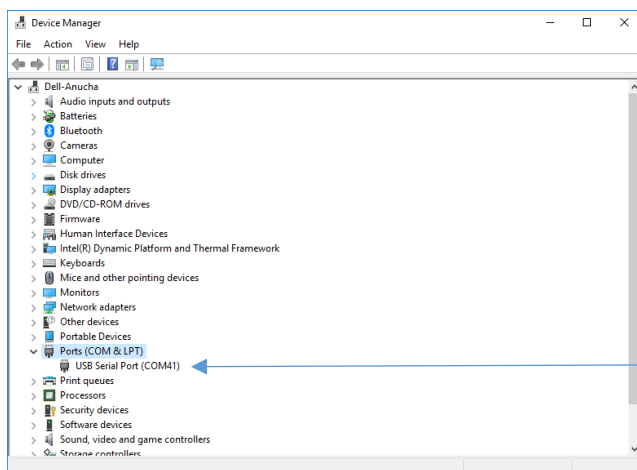 Device Manager
File Action View Help
Dell-Anucha
Audio inputs and outputs
Batteries
Bluetooth
Cameras
Computer
Disk drives
Display adapters
DVD/CD-ROM drives
Firmware
Human Interface Devices
Intel(R) Dynamic Platform and Thermal Framework
Keyboards
Mice and other pointing devices
Monitors
Network adapters
Other devices
Portable Devices
Ports (COM & LPT)
USB Serial Port (COM41)
Print queues
Processors
Security devices
Software devices
Sound, video and game controllers
Storage controllers